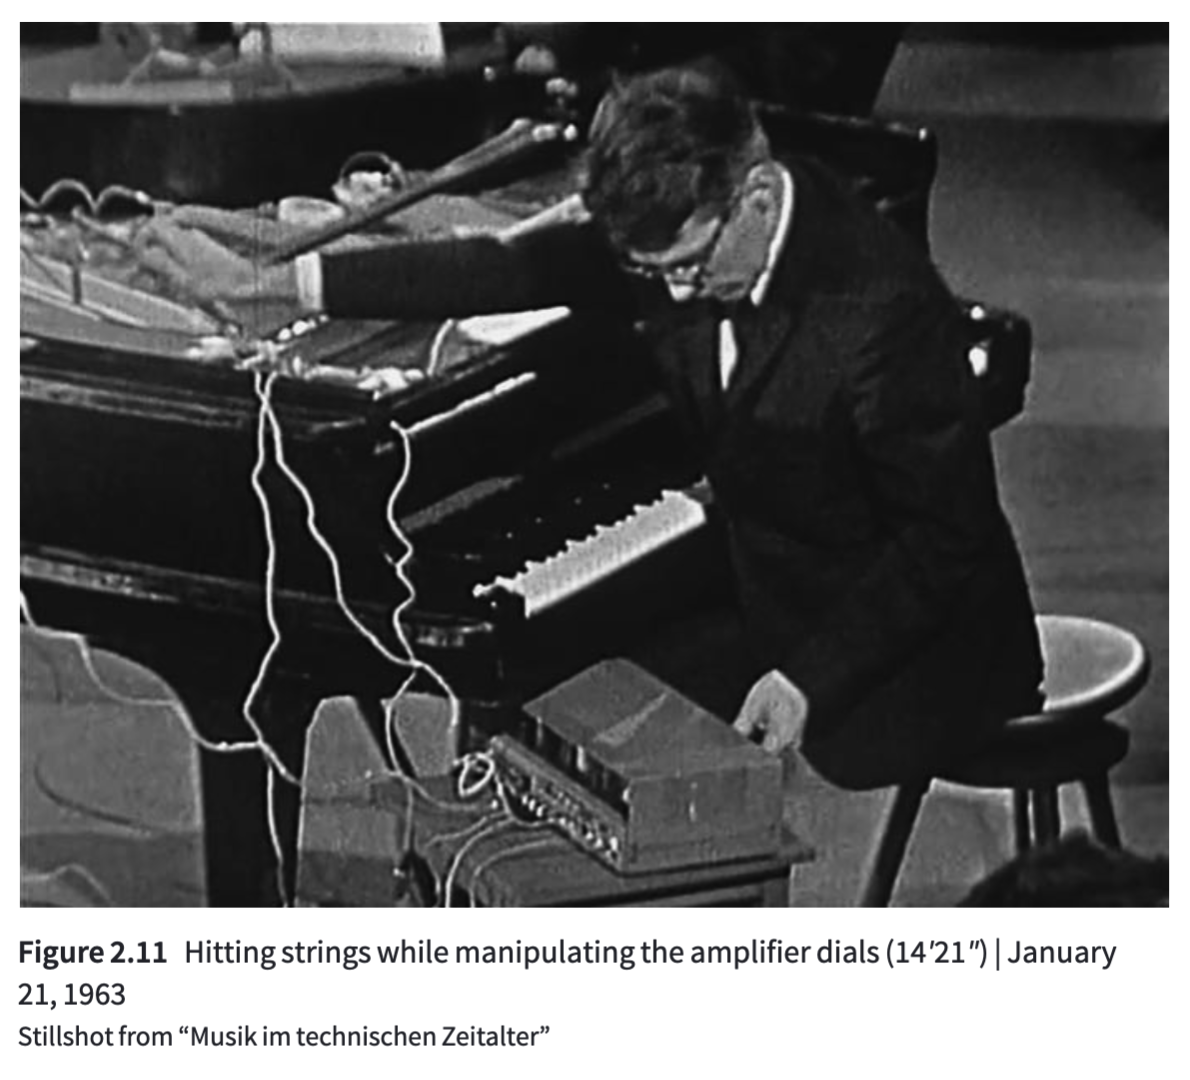 Figure 2.11 Hitting strings while manipulating the amplifier dials (14′21″) | January
21, 1963
Stillshot from “Musik im technischen Zeitalter”